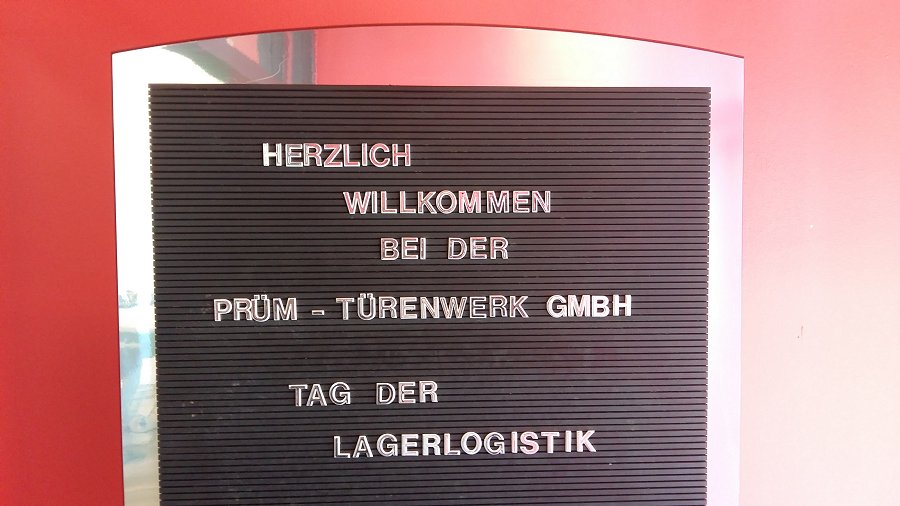 HERZLICH
WILLKOMMEN
BEI DER
PRÜM - TÜRENWERK GMBH
TAG DER
LAGERLOGISTIK